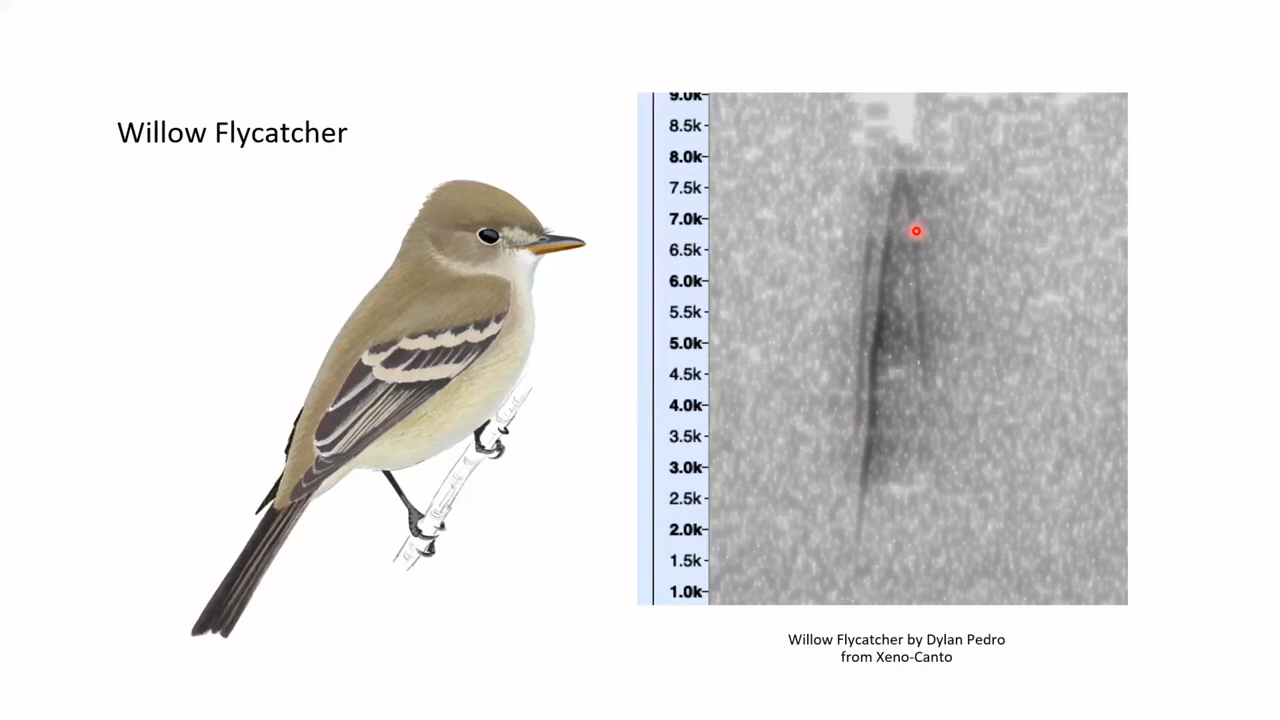 Willow Flycatcher
9.0k
8.5k
8.0k
7.5k
7.0k
6.5k
6.0k
5.5k
5.0k
4.5k
4.0k
3.5k
3.0k
2.5k
2.0k
1.5k
1.0k
Willow Flycatcher by Dylan Pedro
from Xeno-Canto